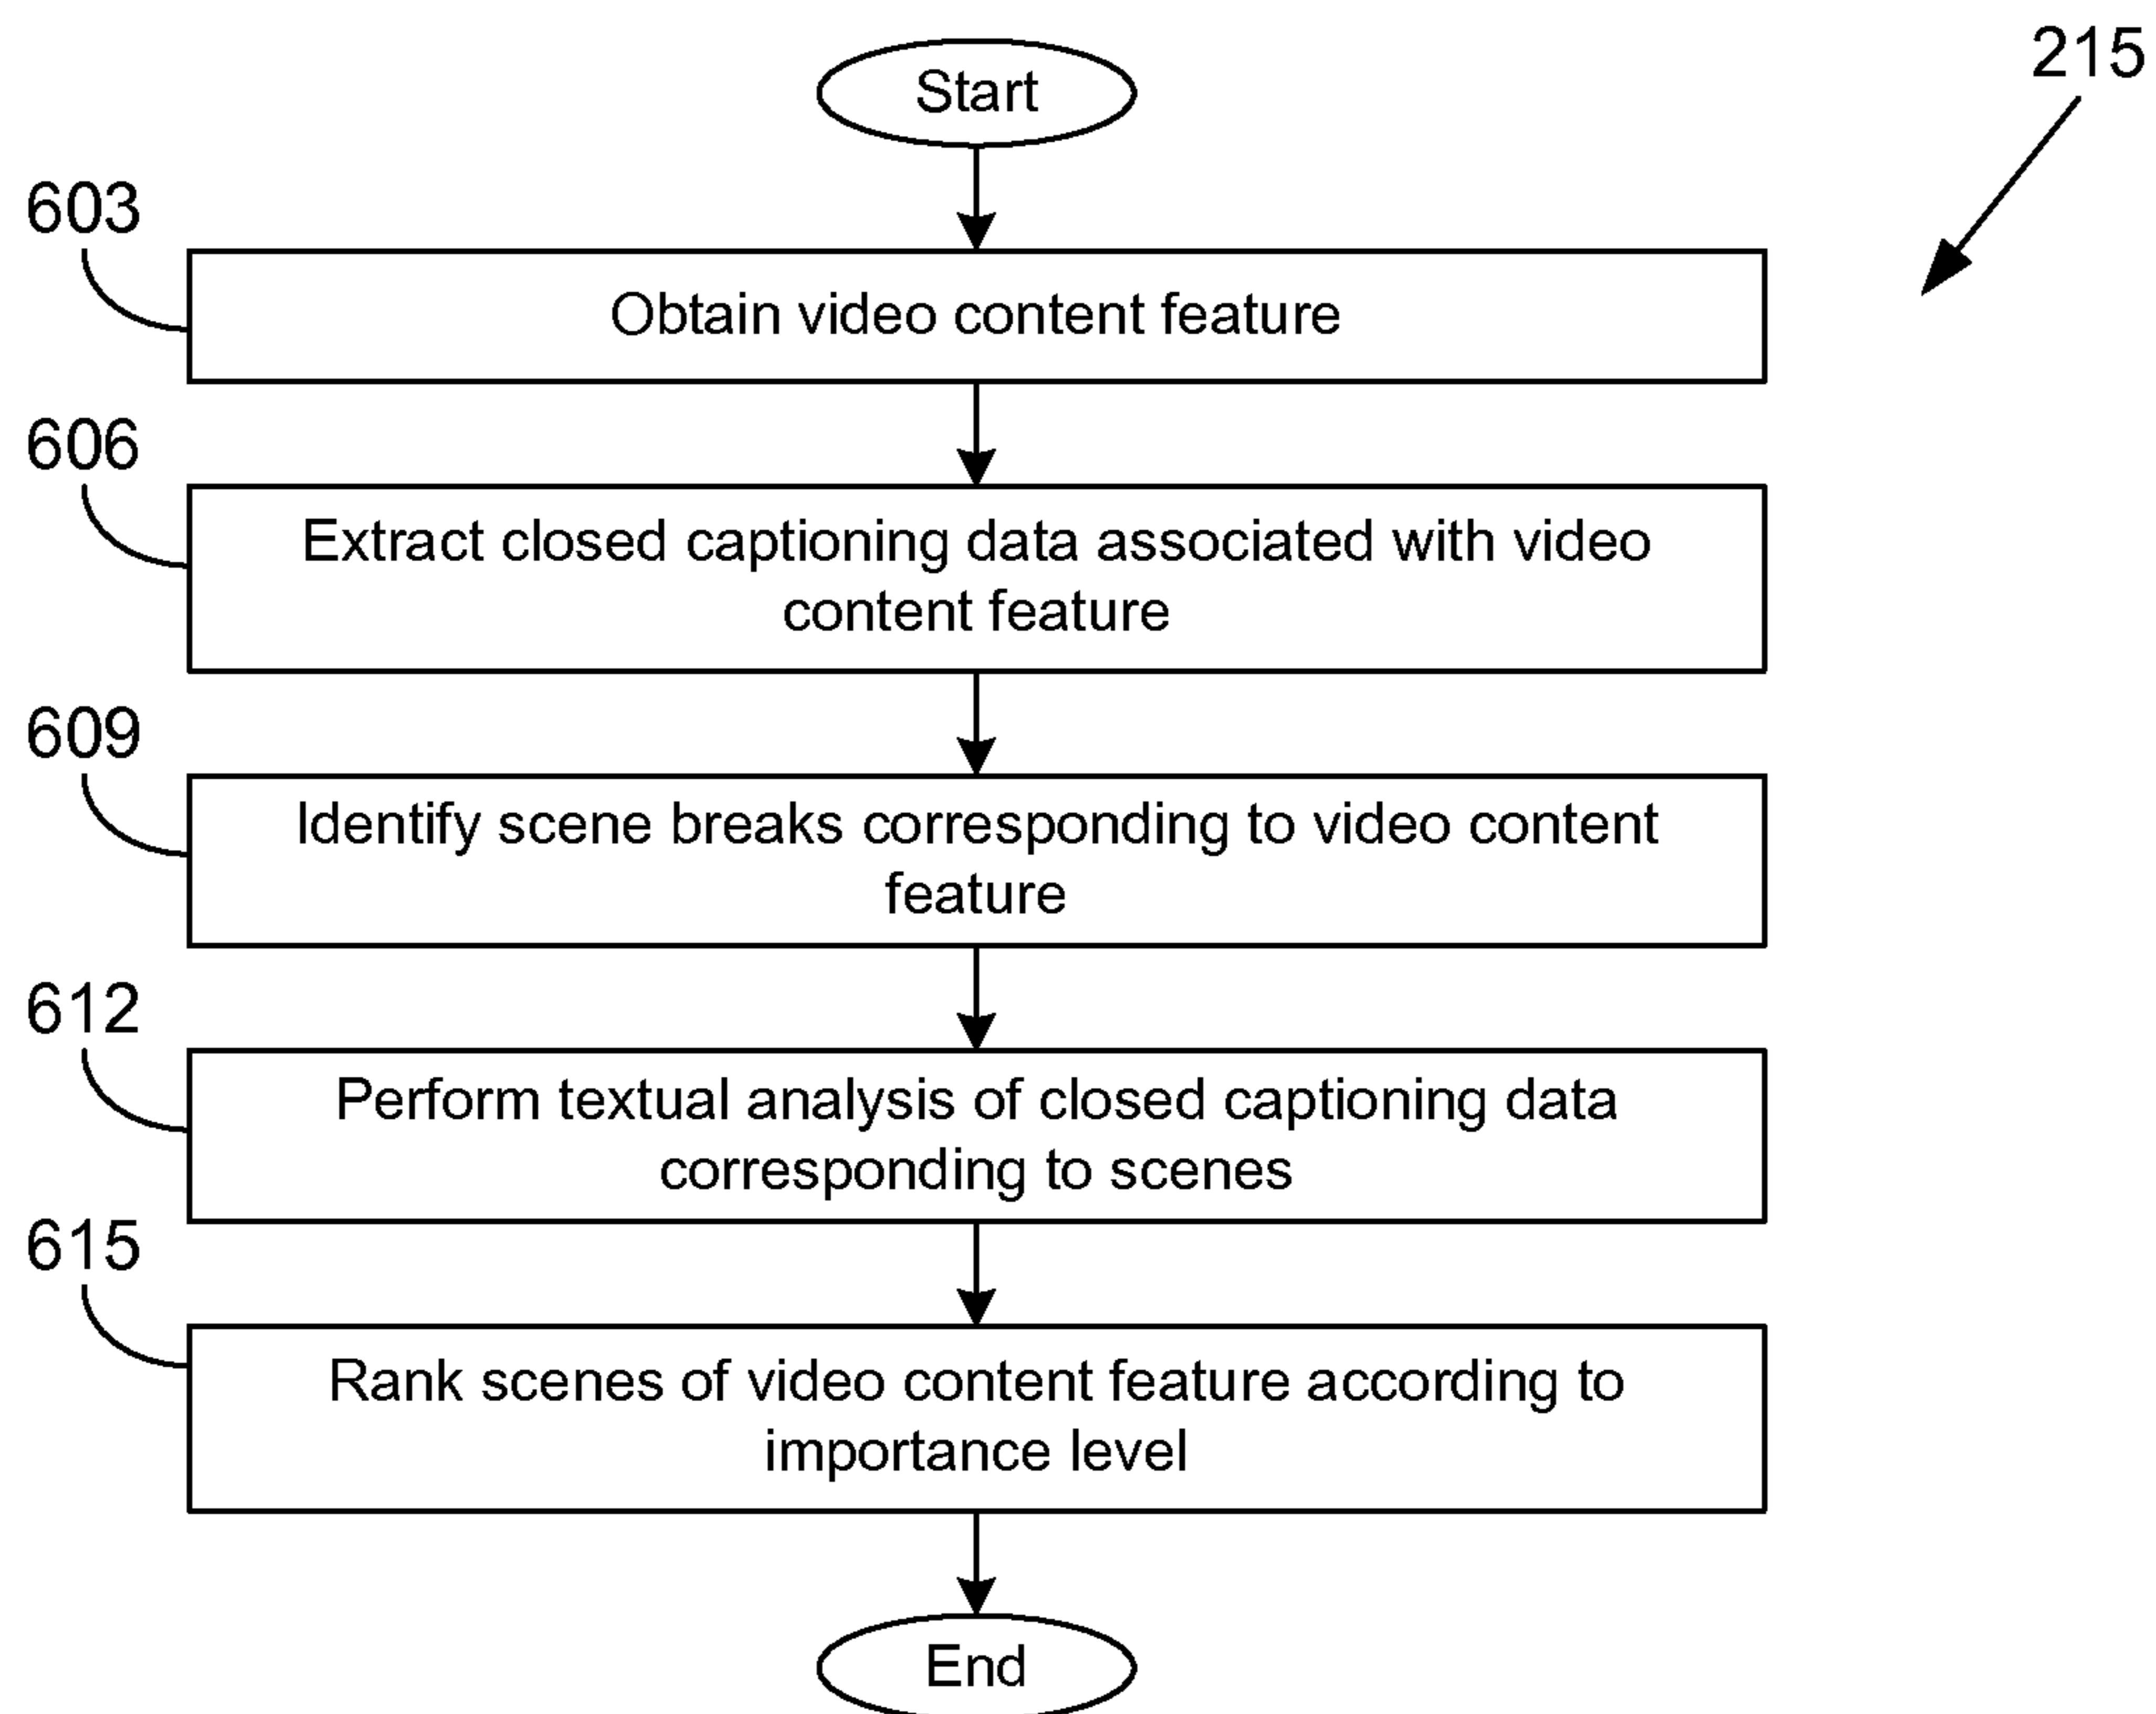 215
Start
603
Obtain video content feature
606
Extract closed captioning data associated with video
content feature
609
Identify scene breaks corresponding to video content
feature
612
Perform textual analysis of closed captioning data
corresponding to scenes
615
Rank scenes of video content feature according to
importance level
End